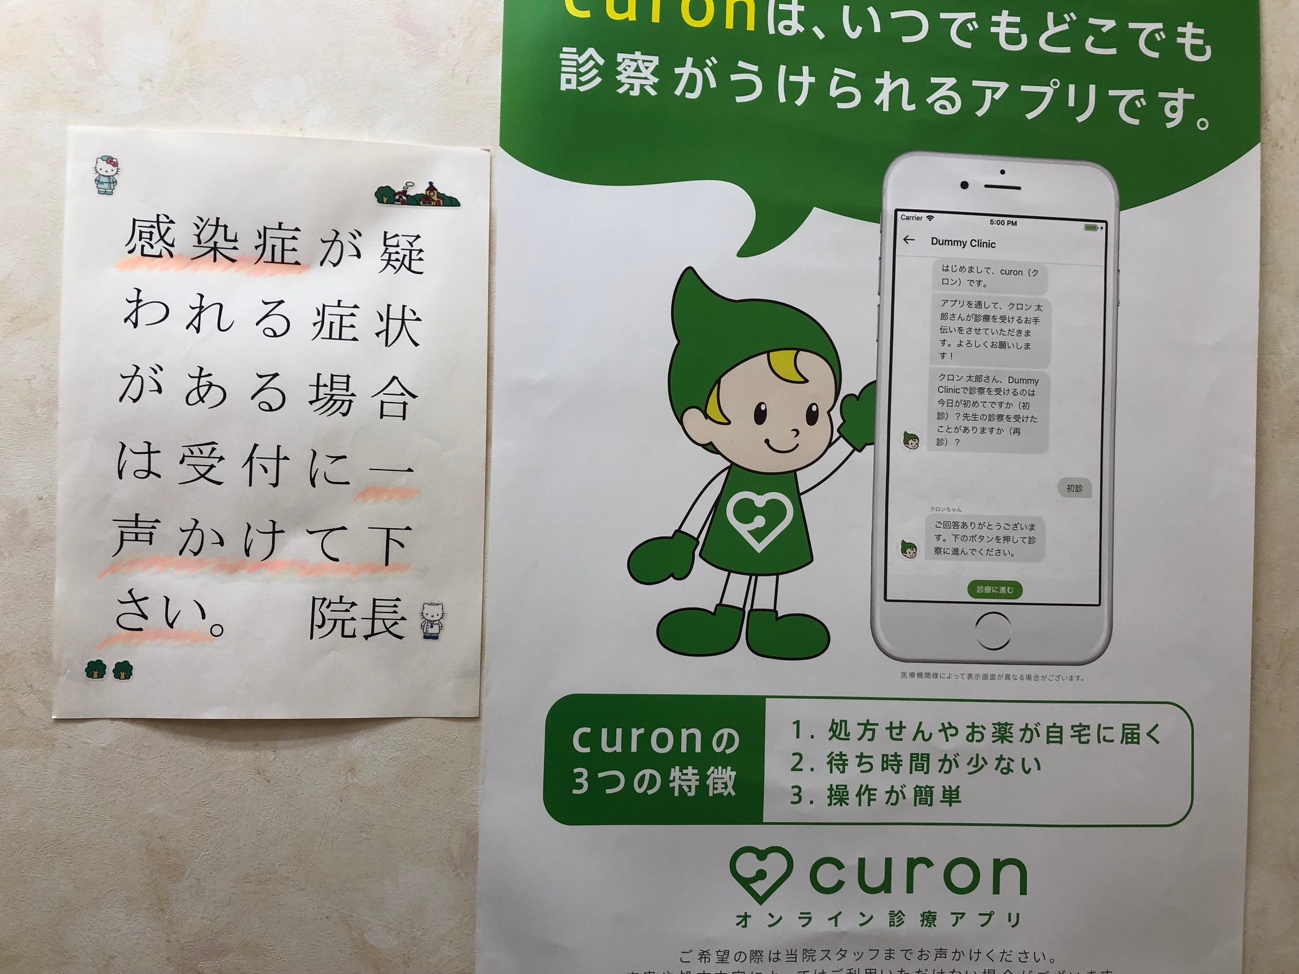 感染症が疑
われる症状
がある場合
は受付に一
声かけて下
さい。 院長
curonは、いつでもどこでも
診察がうけられるアプリです。
Carrier 5:00 PM
Dummy Clinic
はじめまして、curon（ク
ロン）です。
アプリを通して、クロン 太
郎さんが診療を受けるお手
伝いをさせていただきま
す。よろしくお願いしま
す！
クロン 太郎さん、Dummy
Clinicで診察を受けるのは
今日が初めてですか（初
診）？先生の診察を受けた
ことがありますか（再
診）？
初診
クロンちゃん
ご回答ありがとうございま
す。下のボタンを押して診
察に進んでください。
診療に進む
医療機関様によって表示画面が異なる場合がございます。
curonの
3つの特徴
1. 処方せんやお薬が自宅に届く
2. 待ち時間が少ない
3. 操作が簡単
curon
オンライン診療アプリ
ご希望の際は当院スタッフまでお声かけください。